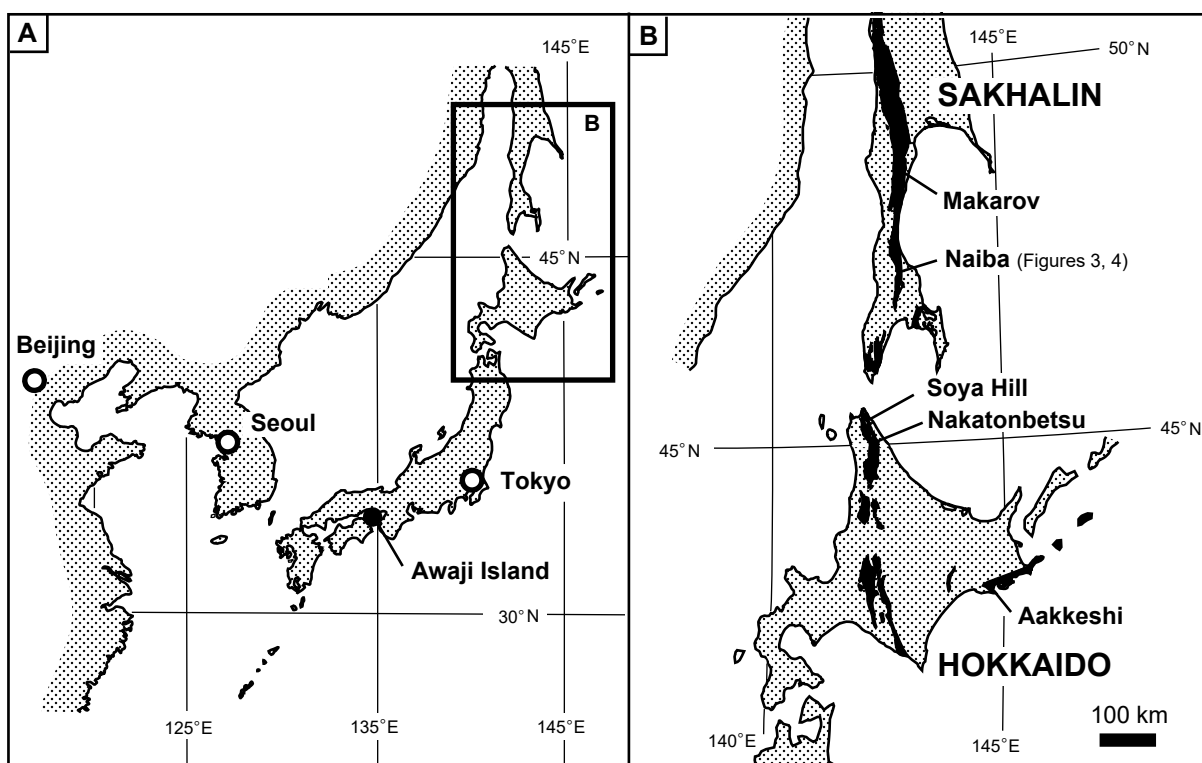 A
145°E
B
45°N
Beijing
Seoul
Tokyo
Awaji Island
30°N
125°E
135°E
145°E
B
145°E
50°N
SAKHALIN
Makarov
Naiba (Figures 3, 4)
Soya Hill
Nakatonbetsu
45°N
45°N
Aakkeshi
HOKKAIDO
100 km
140°E
145°E